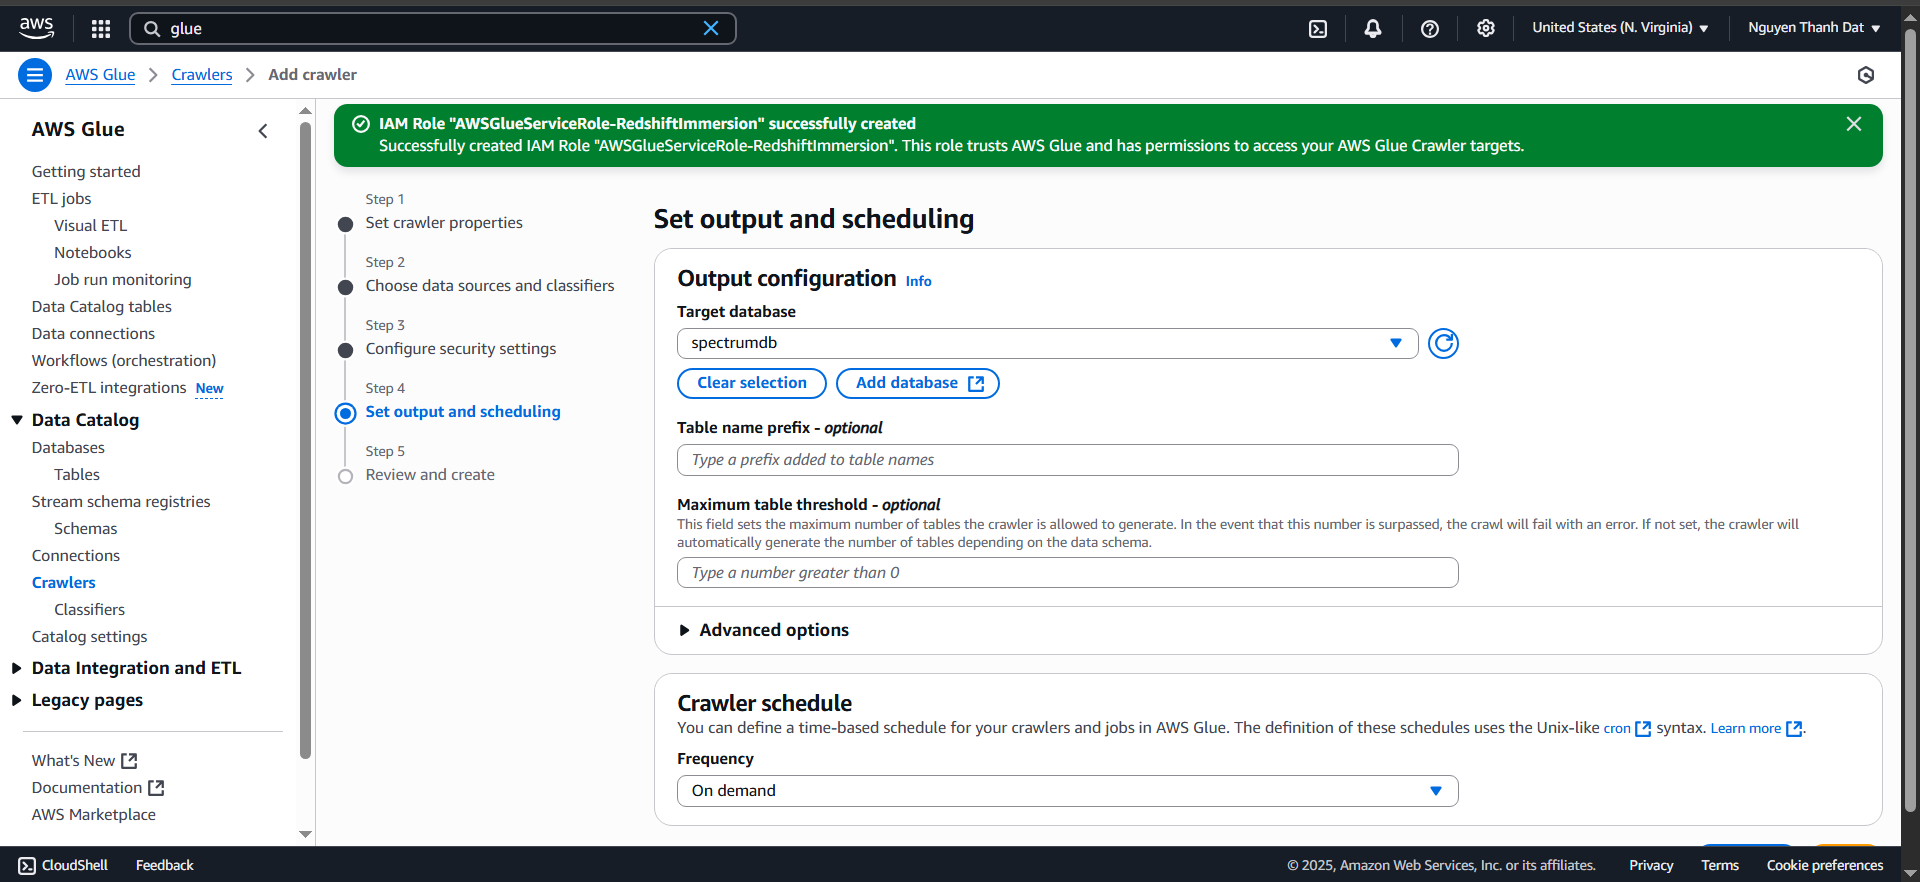 aws
glue
United States (N. Virginia)
Nguyen Thanh Dat
AWS Glue
Crawlers
Add crawler
AWS Glue
Getting started
ETL jobs
Visual ETL
Notebooks
Job run monitoring
Data Catalog tables
Data connections
Workflows (orchestration)
Zero-ETL integrations New
Data Catalog
Databases
Tables
Stream schema registries
Schemas
Connections
Crawlers
Classifiers
Catalog settings
Data Integration and ETL
Legacy pages
What's New
Documentation
AWS Marketplace
IAM Role "AWSGlueServiceRole-RedshiftImmersion" successfully created
Successfully created IAM Role "AWSGlueServiceRole-RedshiftImmersion". This role trusts AWS Glue and has permissions to access your AWS Glue Crawler targets.
Step 1
Set crawler properties
Step 2
Choose data sources and classifiers
Step 3
Configure security settings
Step 4
Set output and scheduling
Step 5
Review and create
Set output and scheduling
Output configuration Info
Target database
spectrumdb
Clear selection
Add database
Table name prefix - optional
Type a prefix added to table names
Maximum table threshold - optional
This field sets the maximum number of tables the crawler is allowed to generate. In the event that this number is surpassed, the crawl will fail with an error. If not set, the crawler will
automatically generate the number of tables depending on the data schema.
Type a number greater than 0
Advanced options
Crawler schedule
You can define a time-based schedule for your crawlers and jobs in AWS Glue. The definition of these schedules uses the Unix-like cron syntax. Learn more.
Frequency
On demand
CloudShell
Feedback
© 2025, Amazon Web Services, Inc. or its affiliates.
Privacy
Terms
Cookie preferences